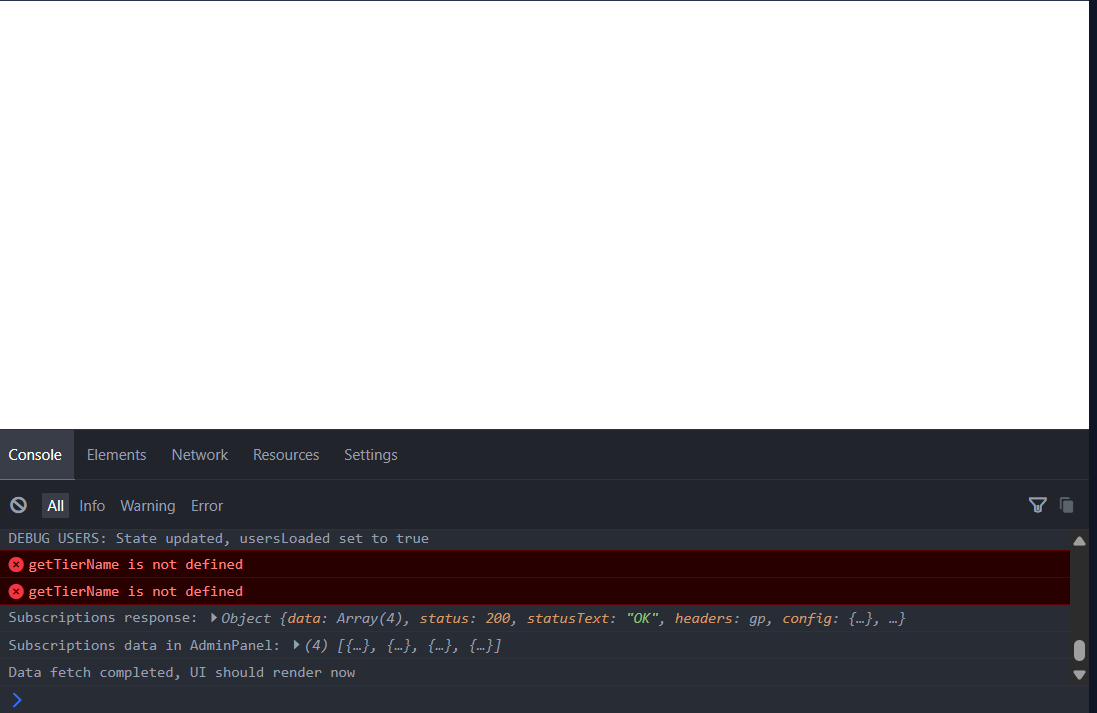 Console Elements Network Resources Settings
All Info Warning Error
DEBUG USERS: State updated, usersLoaded set to true
getTierName is not defined
getTierName is not defined
Subscriptions response: Object {data: Array(4), status: 200, statusText: "OK", headers: gp, config: {…}, …}
Subscriptions data in AdminPanel: (4) [{…}, {…}, {…}, {…}]
Data fetch completed, UI should render now